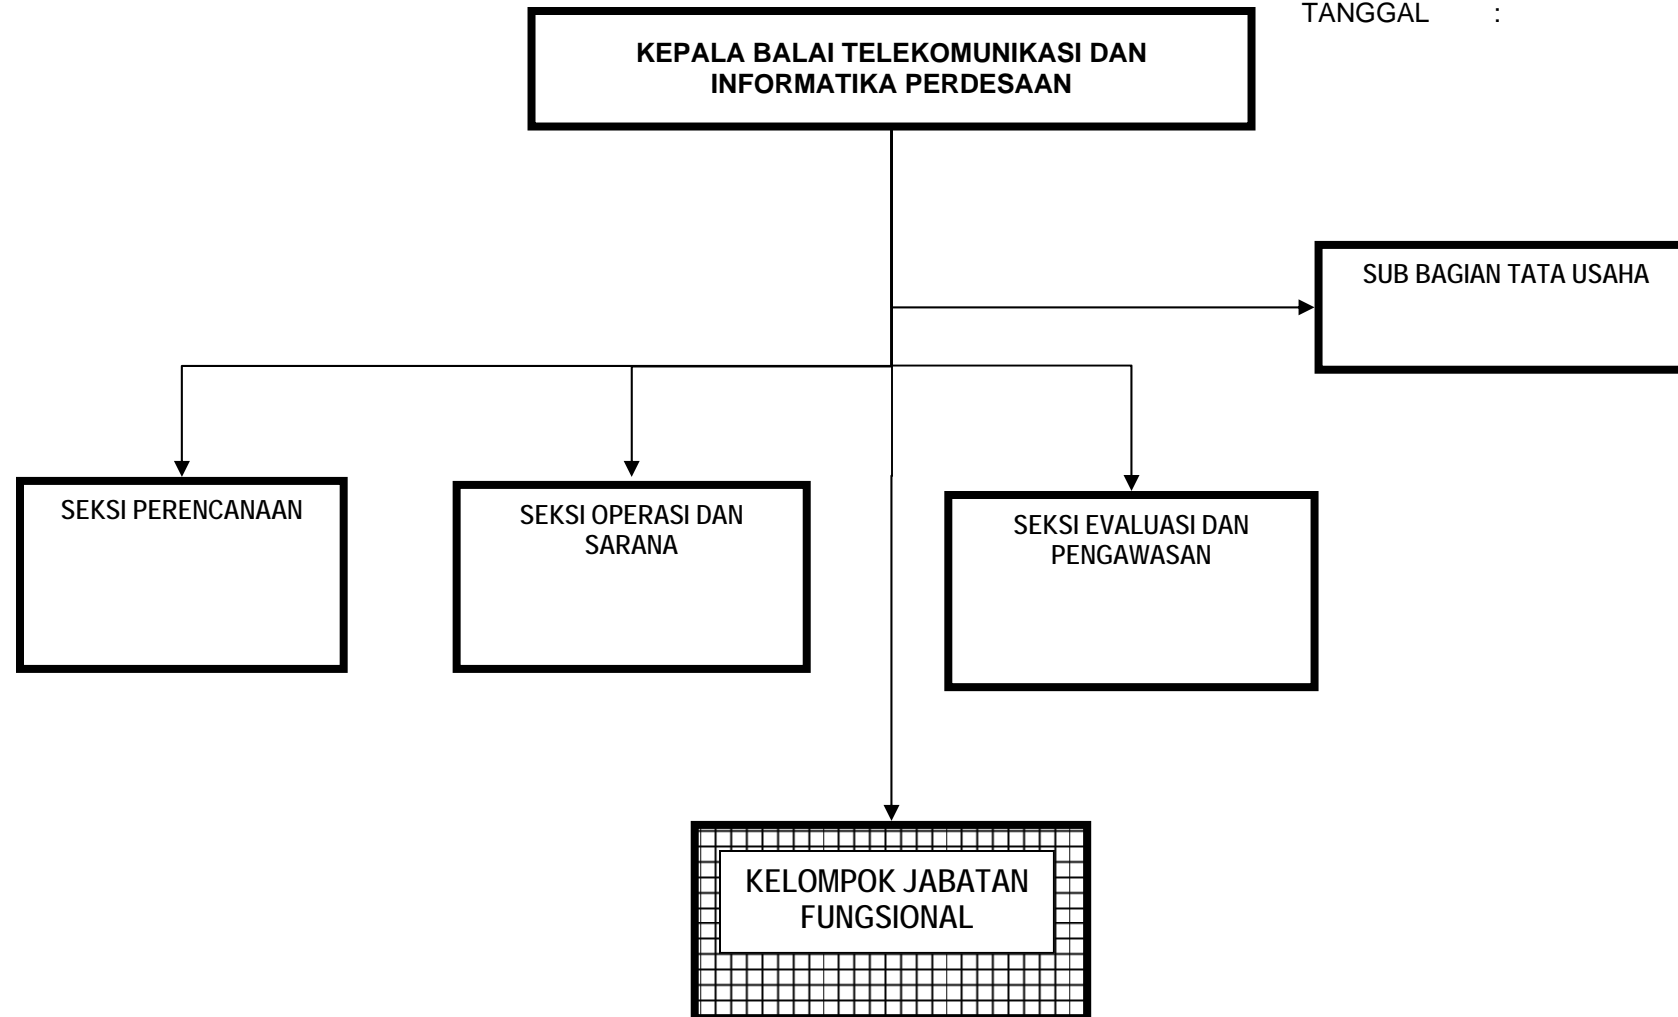 TANGGAL :
KEPALA BALAI TELEKOMUNIKASI DAN
INFORMATIKA PERDESAAN
SUB BAGIAN TATA USAHA
SEKSI PERENCANAAN
SEKSI OPERASI DAN
SARANA
SEKSI EVALUASI DAN
PENGAWASAN
KELOMPOK JABATAN
FUNGSIONAL